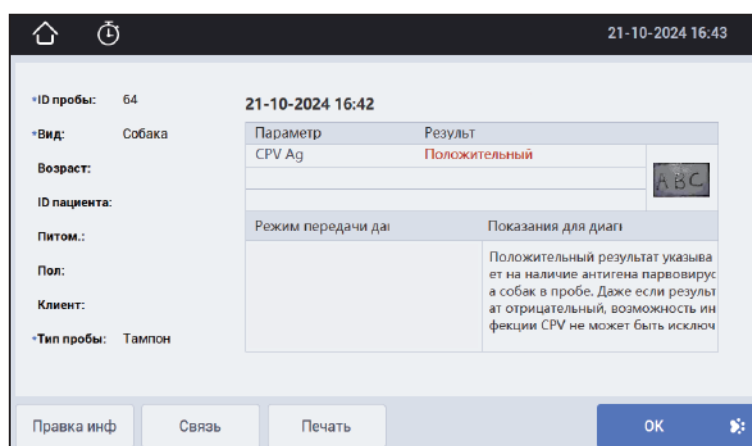 21-10-2024 16:43
*ID пробы: 64
*Вид: Собака
Возраст:
ID пациента:
Питом.:
Пол:
Клиент:
*Тип пробы: Тампон
21-10-2024 16:42
Параметр Результ
CPV Ag Положительный
ABC
Режим передачи даı Показания для диагı
Положительный результат указыва
ет на наличие антигена парвовирус
а собак в пробе. Даже если результ
ат отрицательный, возможность ин
фекции CPV не может быть исключ
Правка инф Связь Печать OK